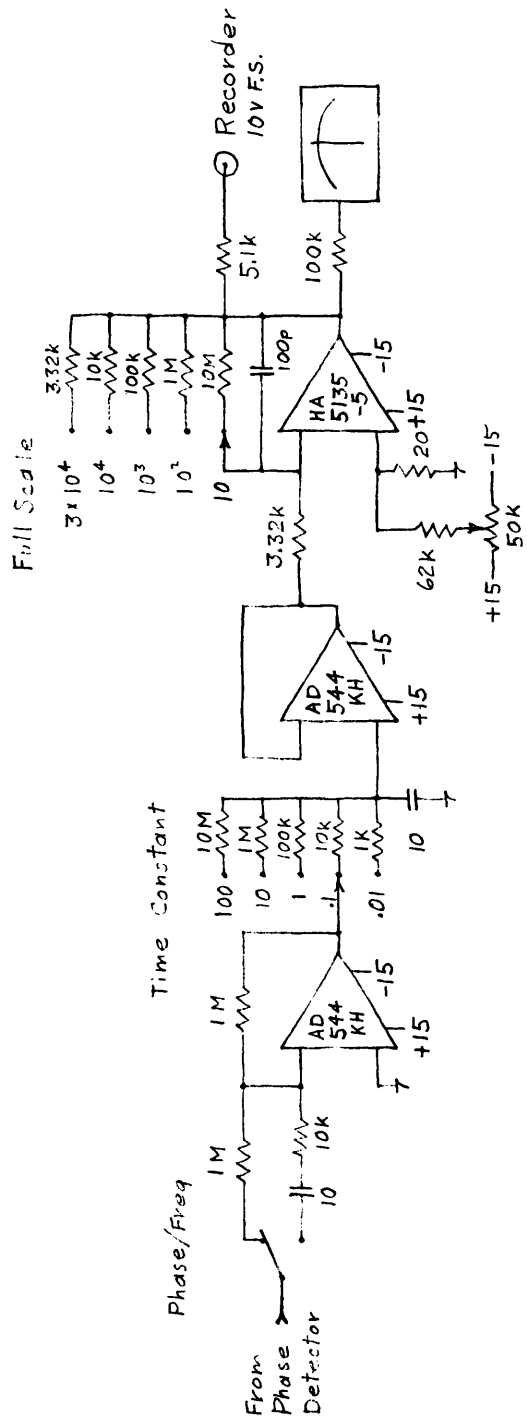 Phase/Freq
From
Phase
Detector
1M
10
10k
1M
AD
544
KH
+15
-15
Time Constant
100
10
1
.1
.01
10M
1M
100k
10k
1K
10
AD
544
KH
+15
-15
3.32k
Full Scale
3 x 10⁴
10⁴
10³
10²
10
3.32k
10k
100k
1M
10M
100p
HA
5135
-5
+15
-15
20
62k
+15
-15
50K
5.1k
100k
Recorder
10V F.S.